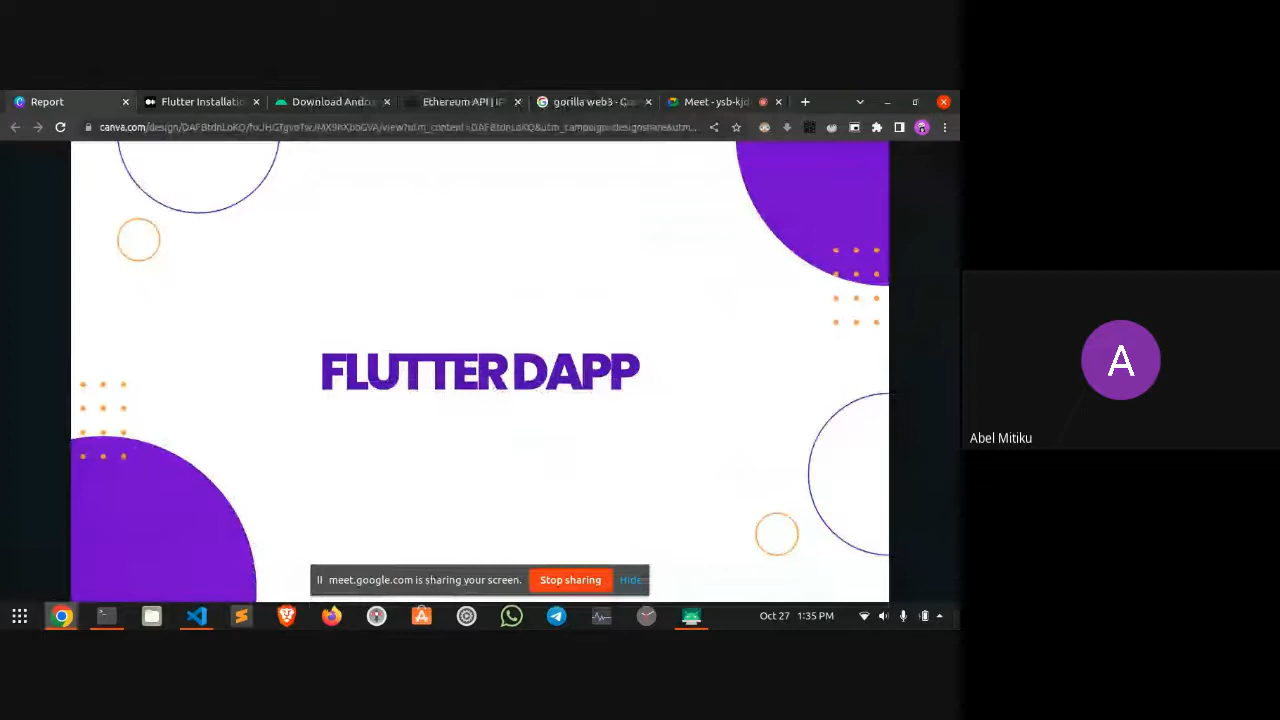 Report
Flutter Installatio
Download Andro
Ethereum API | IP
gorilla web3 - Goo
Meet - ysb-kjd
FLUTTER DAPP
meet.google.com is sharing your screen.
Stop sharing
Hide
Oct 27 1:35 PM
A
Abel Mitiku